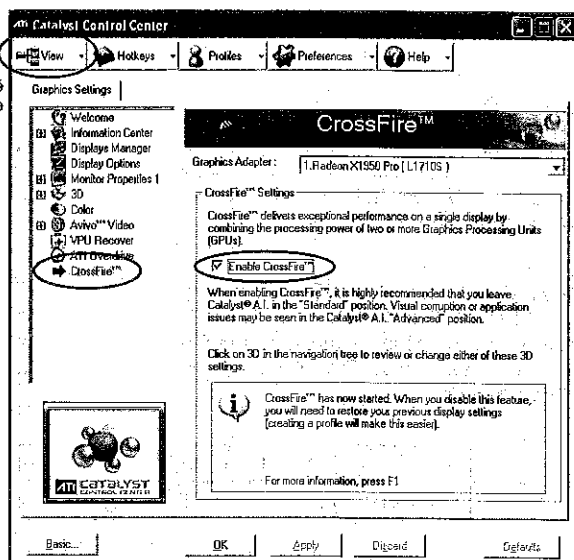 ATI Catalyst Control Center
View
Hotkeys
Profiles
Preferences
Help
Graphics Settings
Welcome
Information Center
Displays Manager
Display Options
Monitor Properties 1
3D
Color
Avivo™ Video
VPU Recover
ATI Overdrive
CrossFire™
CATALYST
CONTROL CENTER
CrossFire™
Graphics Adapter:
1.Radeon X1950 Pro [ L1710S ]
CrossFire™ Settings
CrossFire™ delivers exceptional performance on a single display by
combining the processing power of two or more Graphics Processing Units
(GPUs).
Enable CrossFire™
When enabling CrossFire™, it is highly recommended that you leave
Catalyst® A.I. in the "Standard" position. Visual corruption or application
issues may be seen in the Catalyst® A.I. "Advanced" position.
Click on 3D in the navigation tree to review or change either of these 3D
settings.
CrossFire™ has now started. When you disable this feature,
you will need to restore your previous display settings
(creating a profile will make this easier).
For more information, press F1
Basic...
OK
Apply
Discard
Defaults